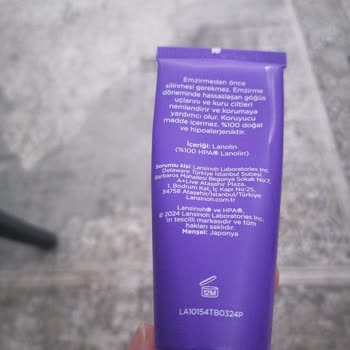 Emzirmeden önce
silinmesi gerekmez. Emzirme
döneminde hassaslaşan göğüs
uçlarını ve kuru ciltleri
nemlendirir ve korumaya
yardımcı olur. Koruyucu
madde içermez. %100 doğal
ve hipoalerjeniktir.
İçeriği: Lanolin
(%100 HPA® Lanolin)
Sorumlu kişi: Lansinoh Laboratories Inc.
Delaware Türkiye İstanbul Şubesi
Barbaros Mahallesi Begonya Sokak No:7,
A+Live Ataşehir Plaza,
1. Bodrum Kat, İç Kapı No:25,
34758 Ataşehir/İstanbul/Türkiye
Lansinoh.com.tr
Lansinoh® ve HPA®,
© 2024 Lansinoh Laboratories Inc.
in tescilli markasıdır ve tüm
hakları saklıdır.
Menşei: Japonya
12M
LA10154TB0324P